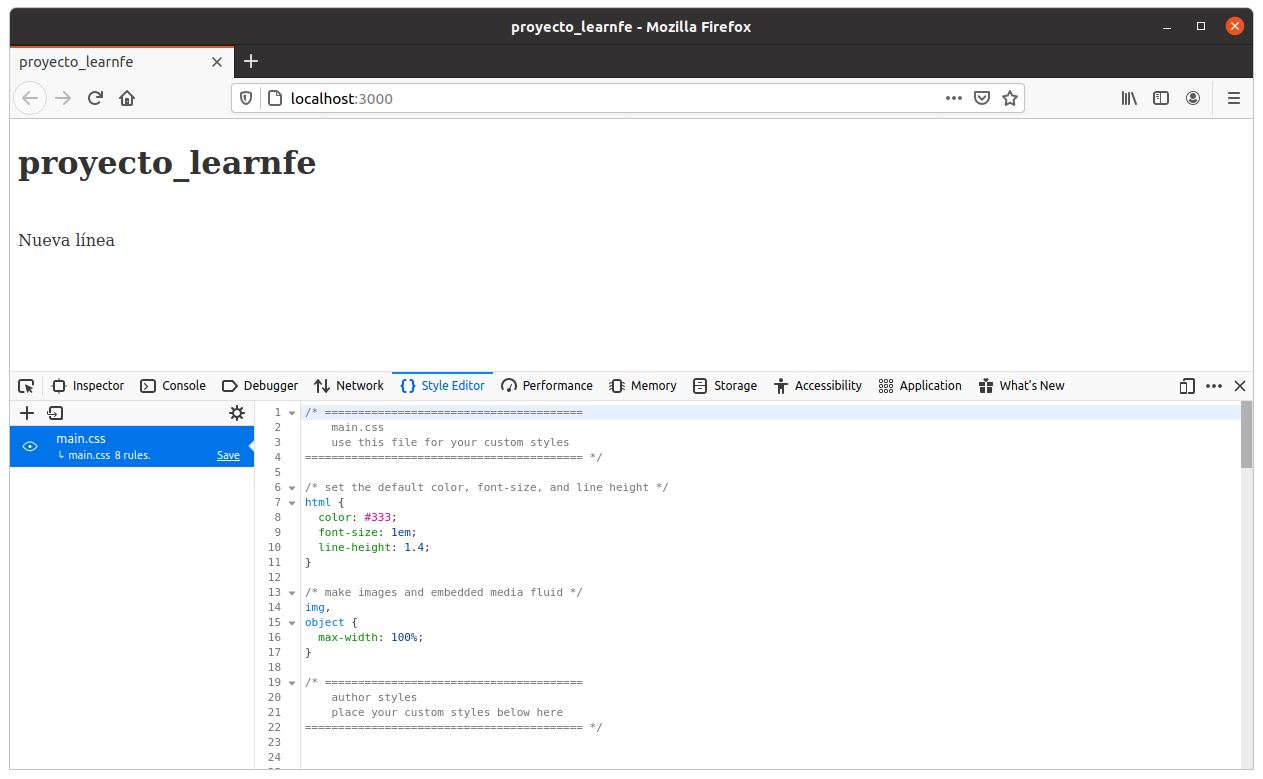 proyecto_learnfe - Mozilla Firefox
proyecto_learnfe
localhost:3000
proyecto_learnfe
Nueva línea
Inspector Console Debugger Network Style Editor Performance Memory Storage Accessibility Application What's New
main.css
↳ main.css 8 rules. Save
1 /* =======================================
2     main.css
3     use this file for your custom styles
4 ========================================== */
5
6 /* set the default color, font-size, and line height */
7 html {
8   color: #333;
9   font-size: 1em;
10   line-height: 1.4;
11 }
12
13 /* make images and embedded media fluid */
14 img,
15 object {
16   max-width: 100%;
17 }
18
19 /* =======================================
20     author styles
21     place your custom styles below here
22 ========================================== */
23
24